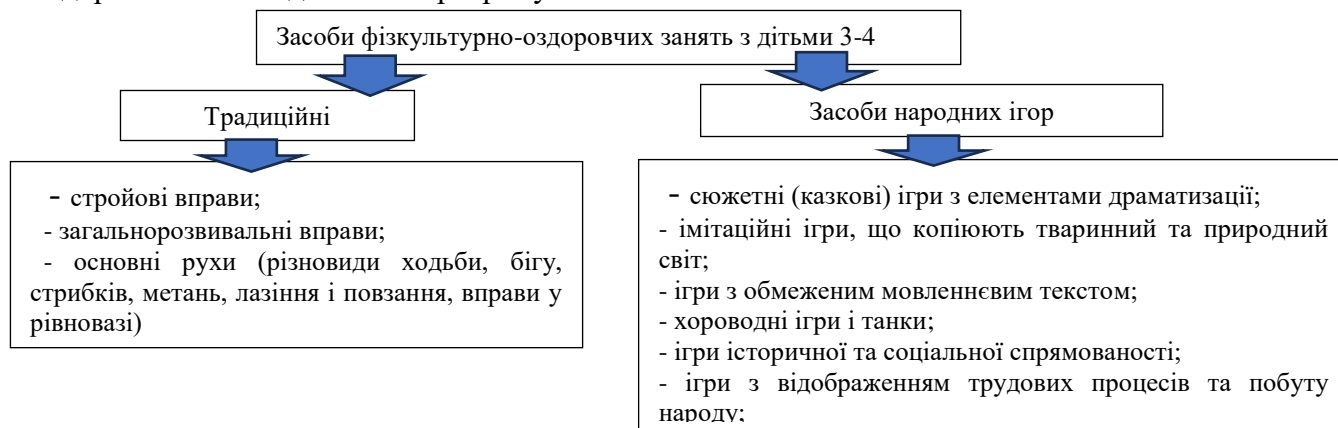 Засоби фізкультурно-оздоровчих занять з дітьми 3-4
Традиційні
Засоби народних ігор
- стройові вправи;
- загальнорозвивальні вправи;
- основні рухи (різновиди ходьби, бігу,
стрибків, метань, лазіння і повзання, вправи у
рівновазі)
- сюжетні (казкові) ігри з елементами драматизації;
- імітаційні ігри, що копіюють тваринний та природний
світ;
- ігри з обмеженим мовленнєвим текстом;
- хороводні ігри і танки;
- ігри історичної та соціальної спрямованості;
- ігри з відображенням трудових процесів та побуту
народу;